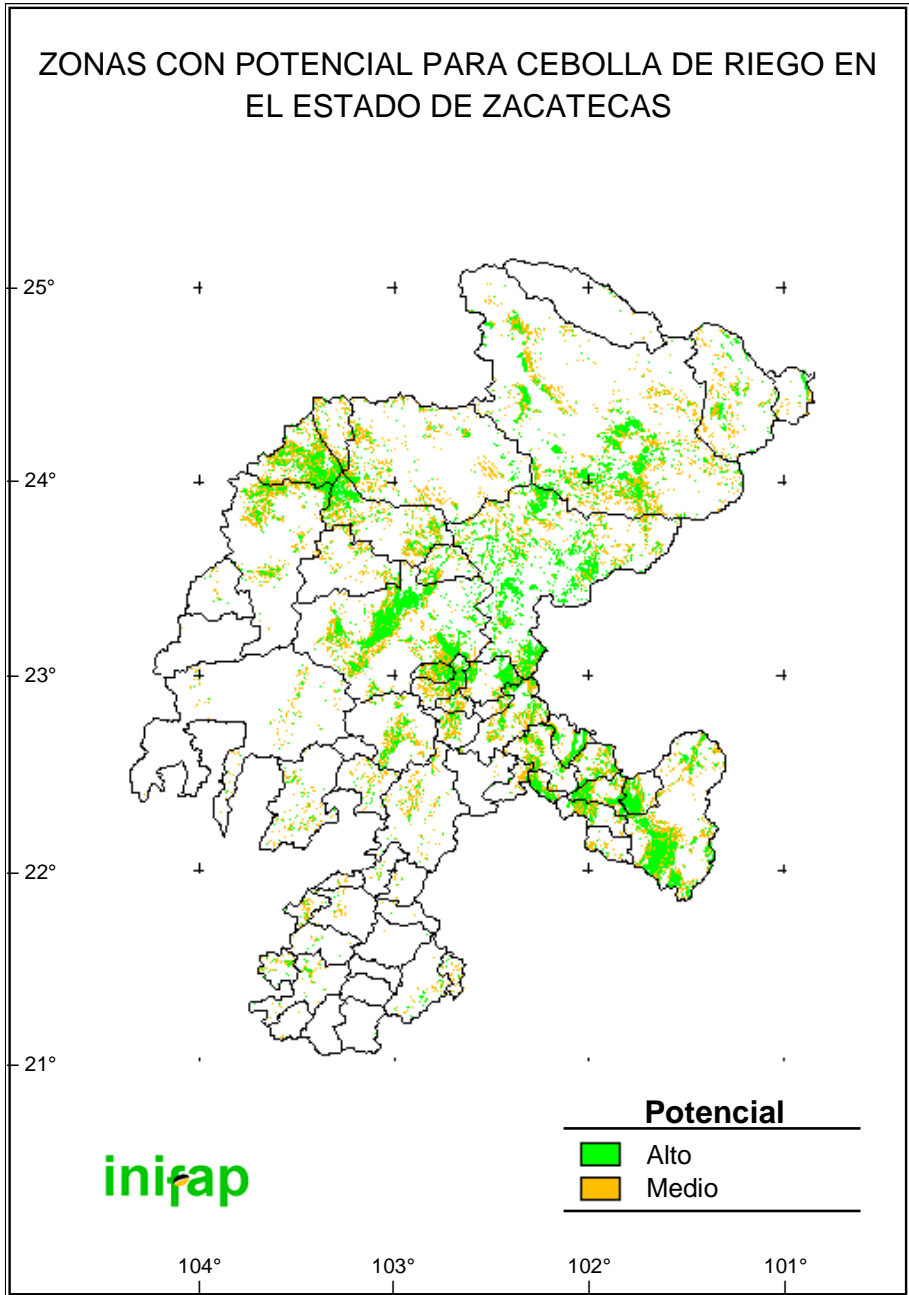 ZONAS CON POTENCIAL PARA CEBOLLA DE RIEGO EN
EL ESTADO DE ZACATECAS
25°
24°
23°
22°
21°
Potencial
Alto
Medio
inifap
104°
103°
102°
101°